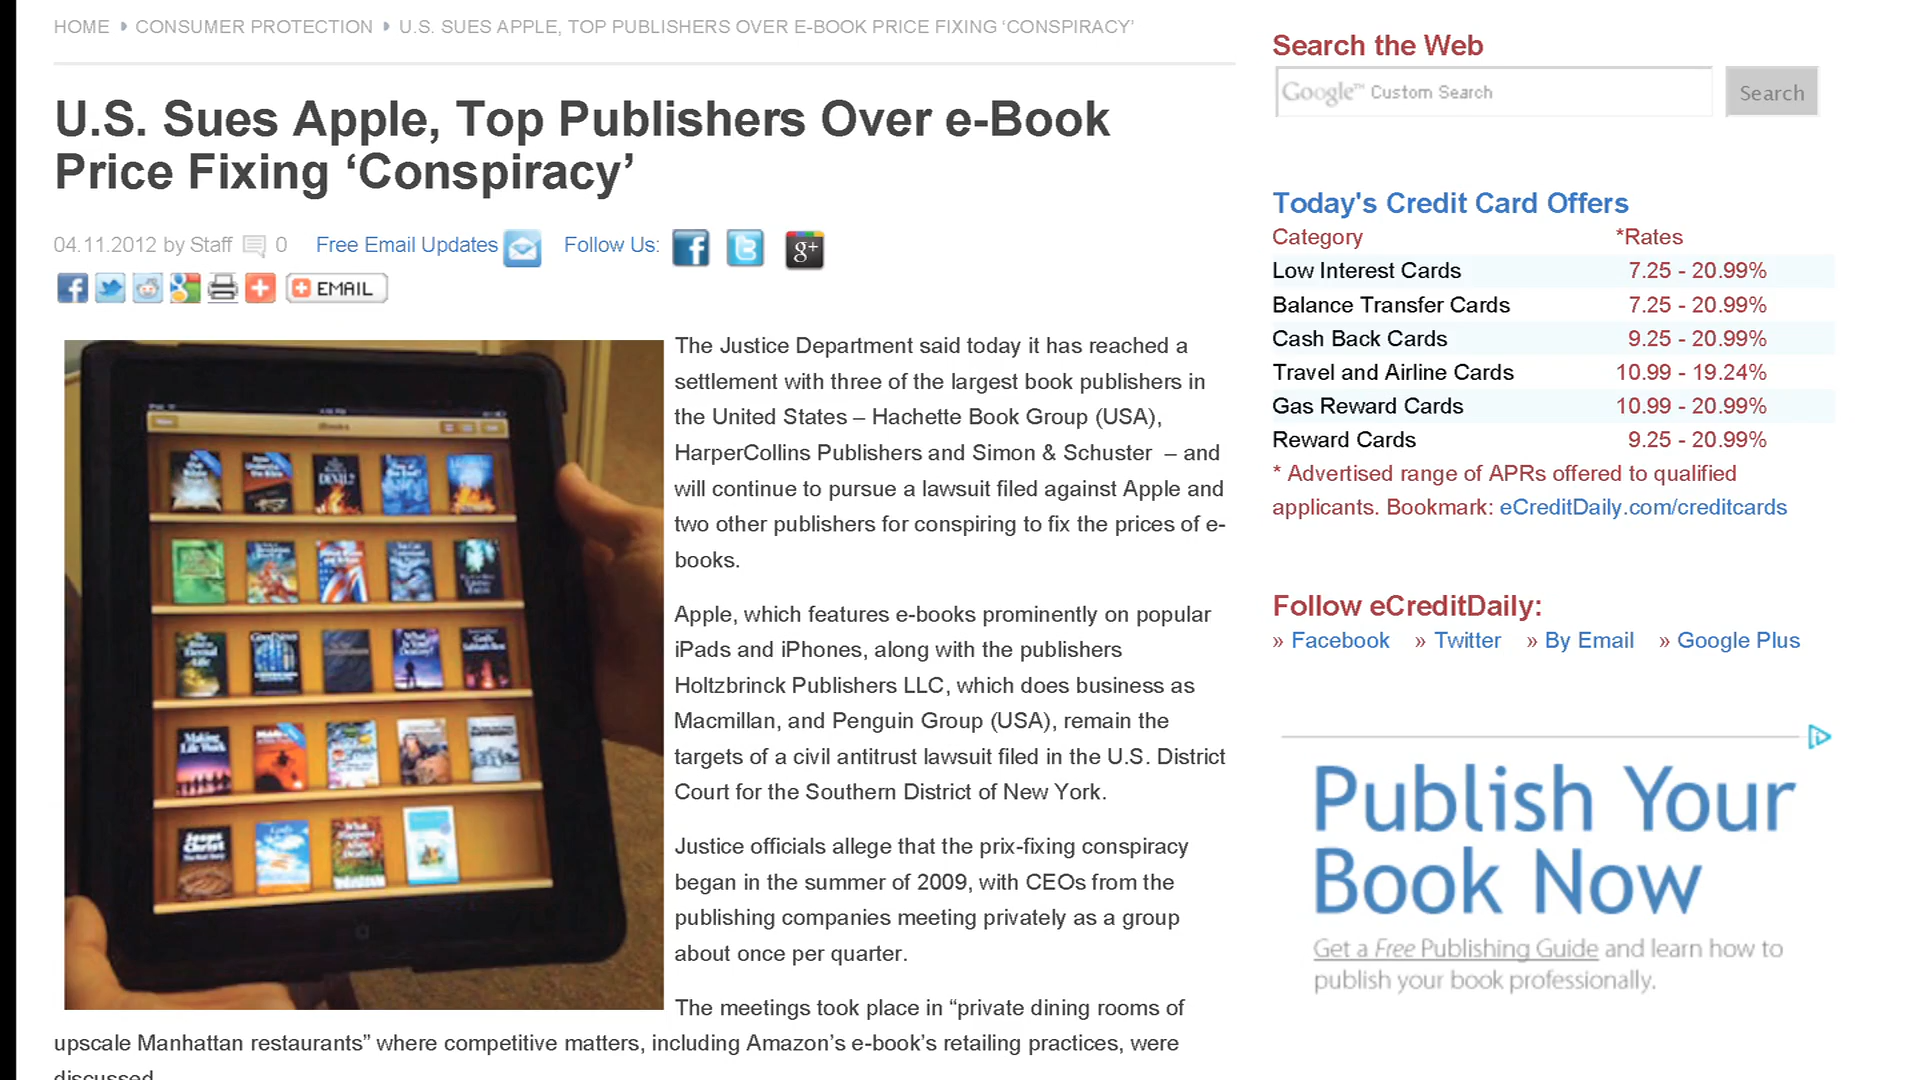 HOME CONSUMER PROTECTION U.S. SUES APPLE, TOP PUBLISHERS OVER E-BOOK PRICE FIXING ‘CONSPIRACY’
U.S. Sues Apple, Top Publishers Over e-Book
Price Fixing ‘Conspiracy’
04.11.2012 by Staff 0 Free Email Updates Follow Us:
EMAIL
The Justice Department said today it has reached a
settlement with three of the largest book publishers in
the United States – Hachette Book Group (USA),
HarperCollins Publishers and Simon & Schuster – and
will continue to pursue a lawsuit filed against Apple and
two other publishers for conspiring to fix the prices of e-
books.
Apple, which features e-books prominently on popular
iPads and iPhones, along with the publishers
Holtzbrinck Publishers LLC, which does business as
Macmillan, and Penguin Group (USA), remain the
targets of a civil antitrust lawsuit filed in the U.S. District
Court for the Southern District of New York.
Justice officials allege that the prix-fixing conspiracy
began in the summer of 2009, with CEOs from the
publishing companies meeting privately as a group
about once per quarter.
The meetings took place in “private dining rooms of
upscale Manhattan restaurants” where competitive matters, including Amazon’s e-book’s retailing practices, were
discussed
iBooks
DEVIL?
Good News
Making
Life Work
Jesus
Christ
What
Happens
After
Death?
Search the Web
Google™ Custom Search Search
Today's Credit Card Offers
Category *Rates
Low Interest Cards 7.25 - 20.99%
Balance Transfer Cards 7.25 - 20.99%
Cash Back Cards 9.25 - 20.99%
Travel and Airline Cards 10.99 - 19.24%
Gas Reward Cards 10.99 - 20.99%
Reward Cards 9.25 - 20.99%
* Advertised range of APRs offered to qualified
applicants. Bookmark: eCreditDaily.com/creditcards
Follow eCreditDaily:
» Facebook » Twitter » By Email » Google Plus
Publish Your
Book Now
Get a Free Publishing Guide and learn how to
publish your book professionally.